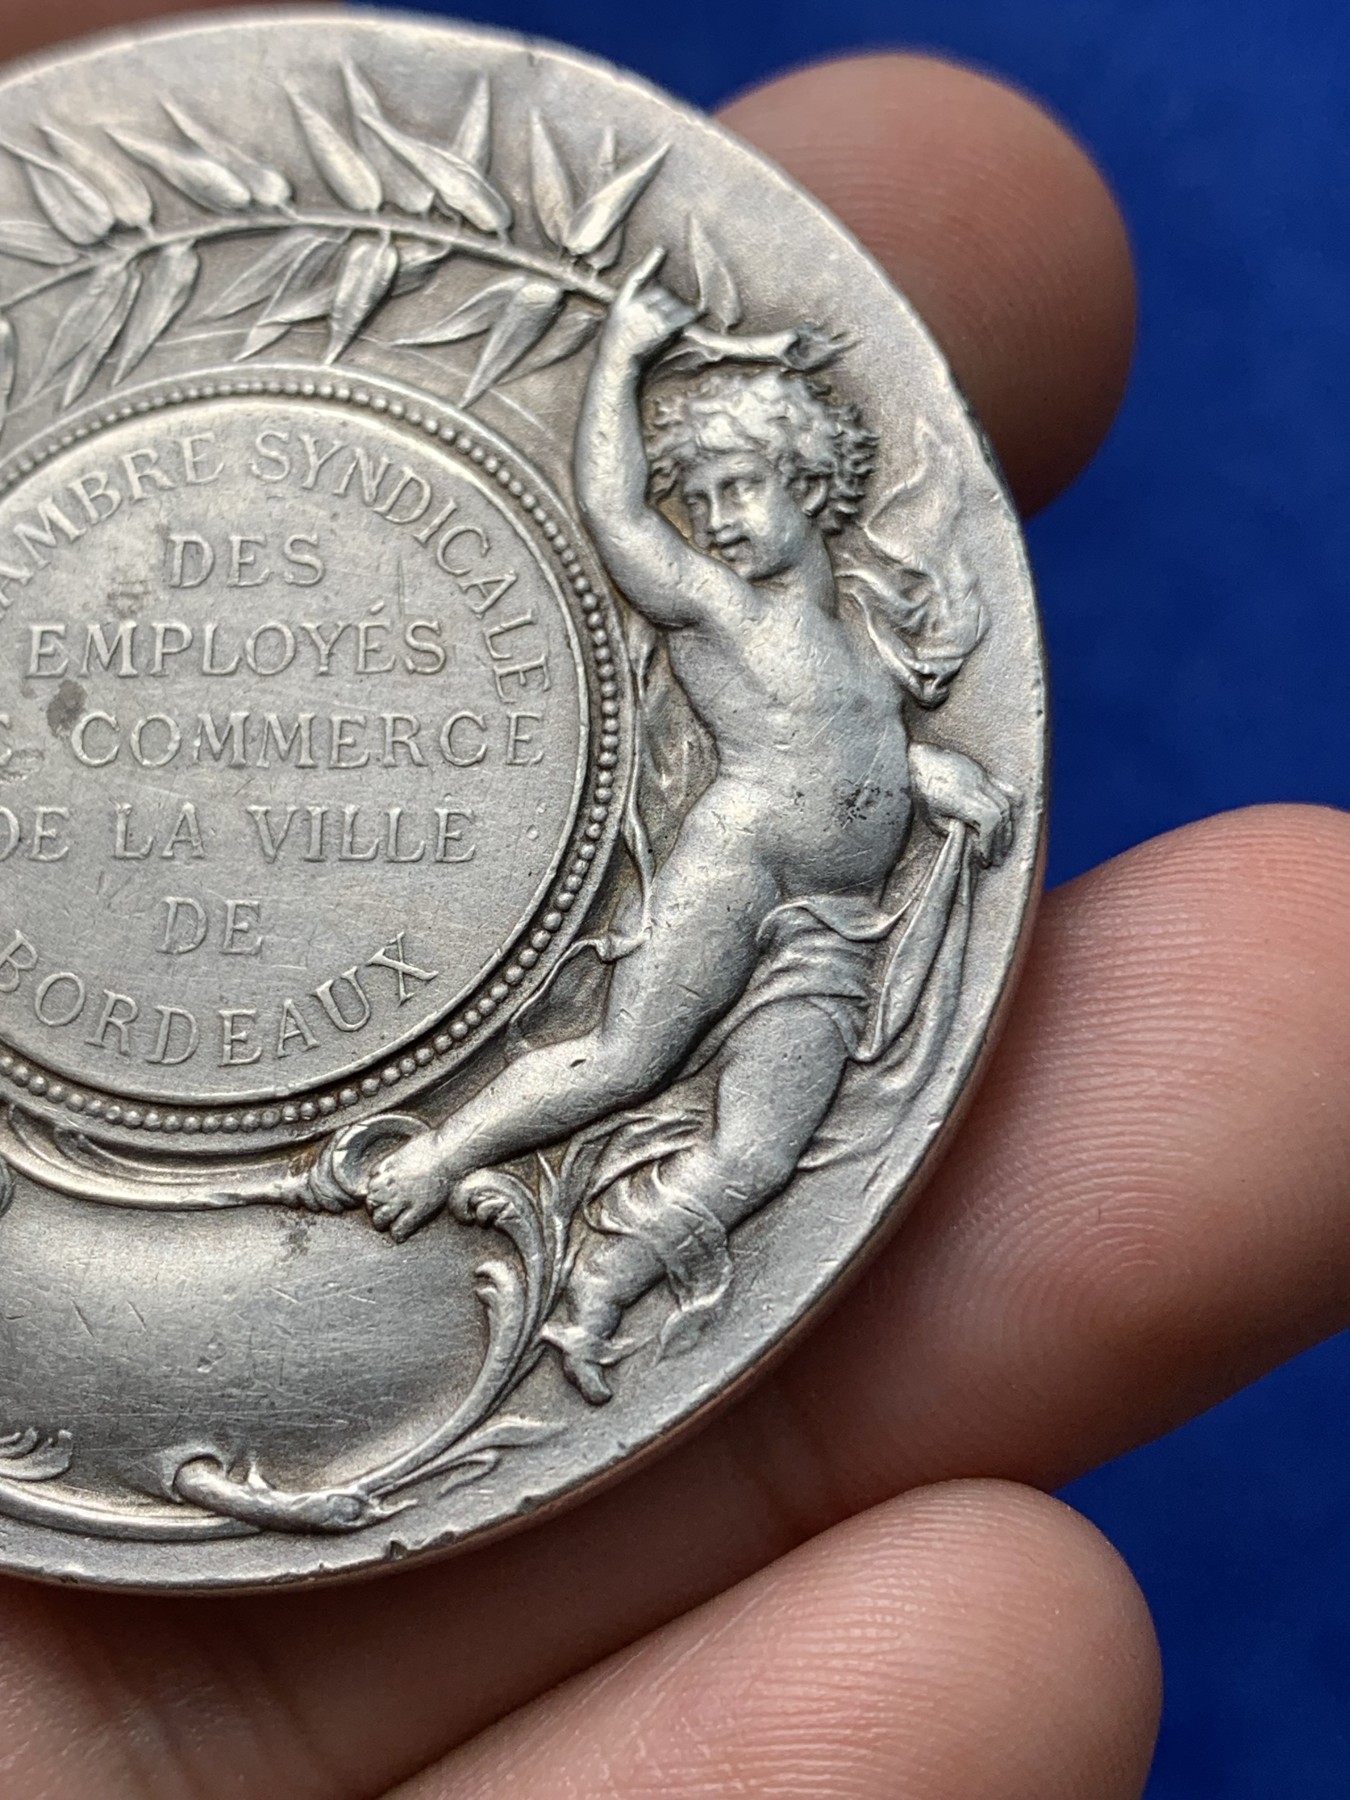 AMBRE SYNDICALE
DES
EMPLOYÉS
COMMERCE
DE LA VILLE
DE
BORDEAUX